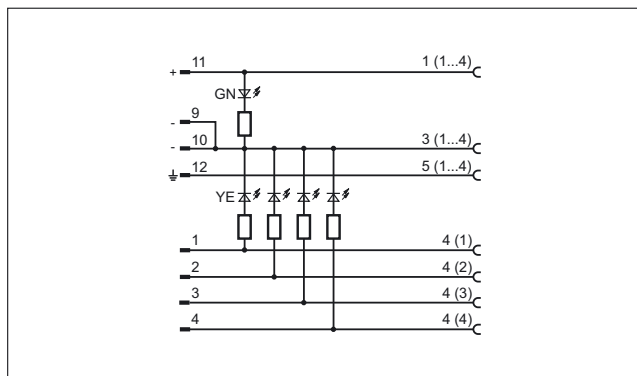 + 11 1 (1...4)
GN
- 9
- 10 3 (1...4)
12 5 (1...4)
YE
1 4 (1)
2 4 (2)
3 4 (3)
4 4 (4)